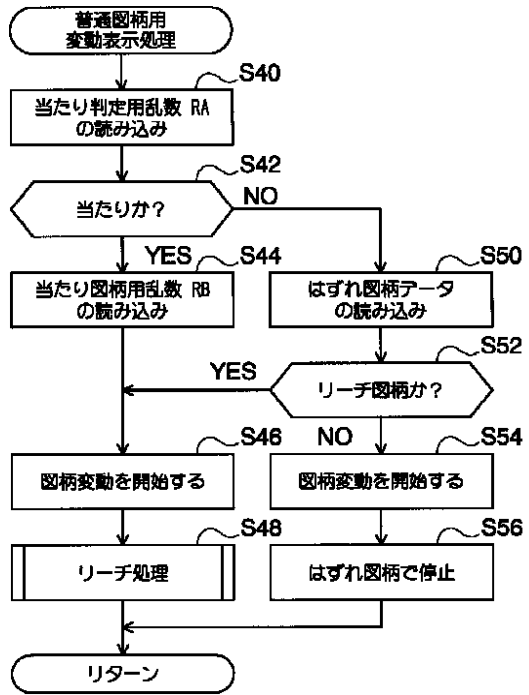 普通図柄用
変動表示処理
S40
当たり判定用乱数 RA
の読み込み
S42
当たりか？
NO
YES
S44
当たり図柄用乱数 RB
の読み込み
S50
はずれ図柄データ
の読み込み
S52
YES
リーチ図柄か？
NO
S46
図柄変動を開始する
S54
図柄変動を開始する
S48
リーチ処理
S56
はずれ図柄で停止
リターン